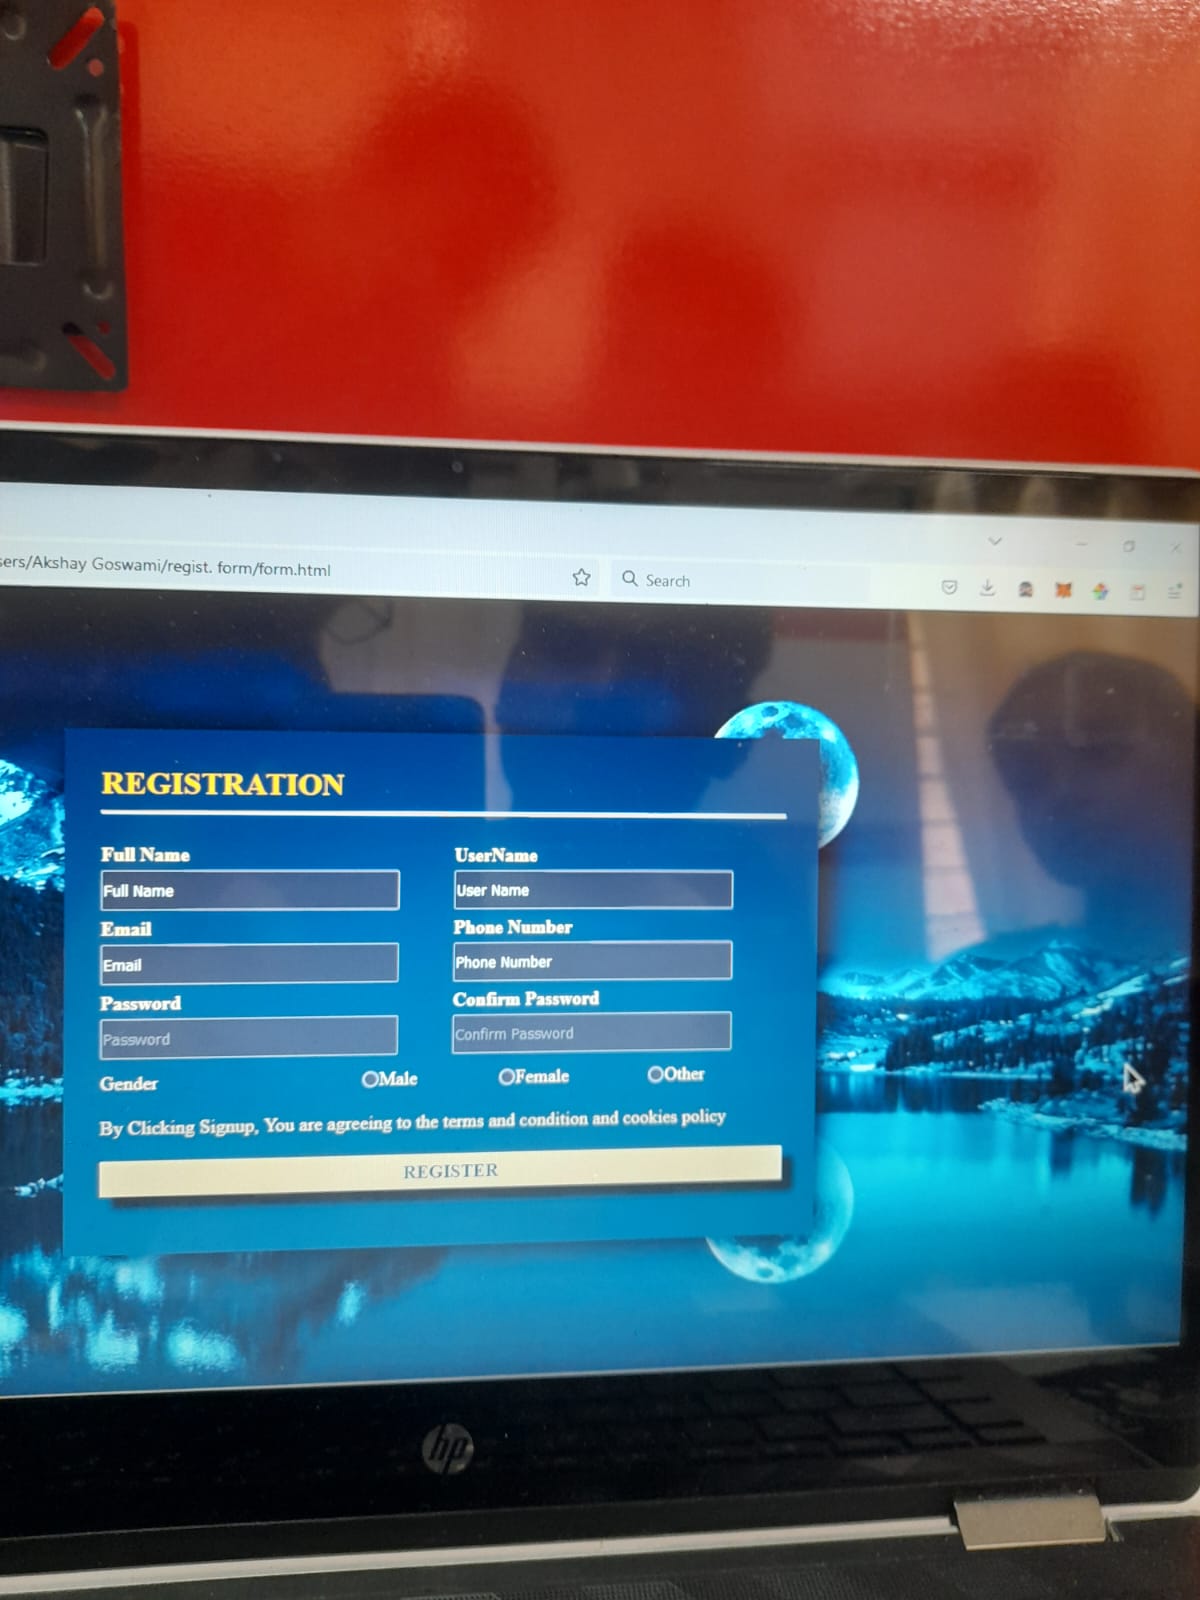 sers/Akshay Goswami/regist. form/form.html
Search
REGISTRATION
Full Name
UserName
Full Name
User Name
Email
Phone Number
Email
Phone Number
Password
Confirm Password
Password
Confirm Password
Gender
Male
Female
Other
By Clicking Signup, You are agreeing to the terms and condition and cookies policy
REGISTER
hp